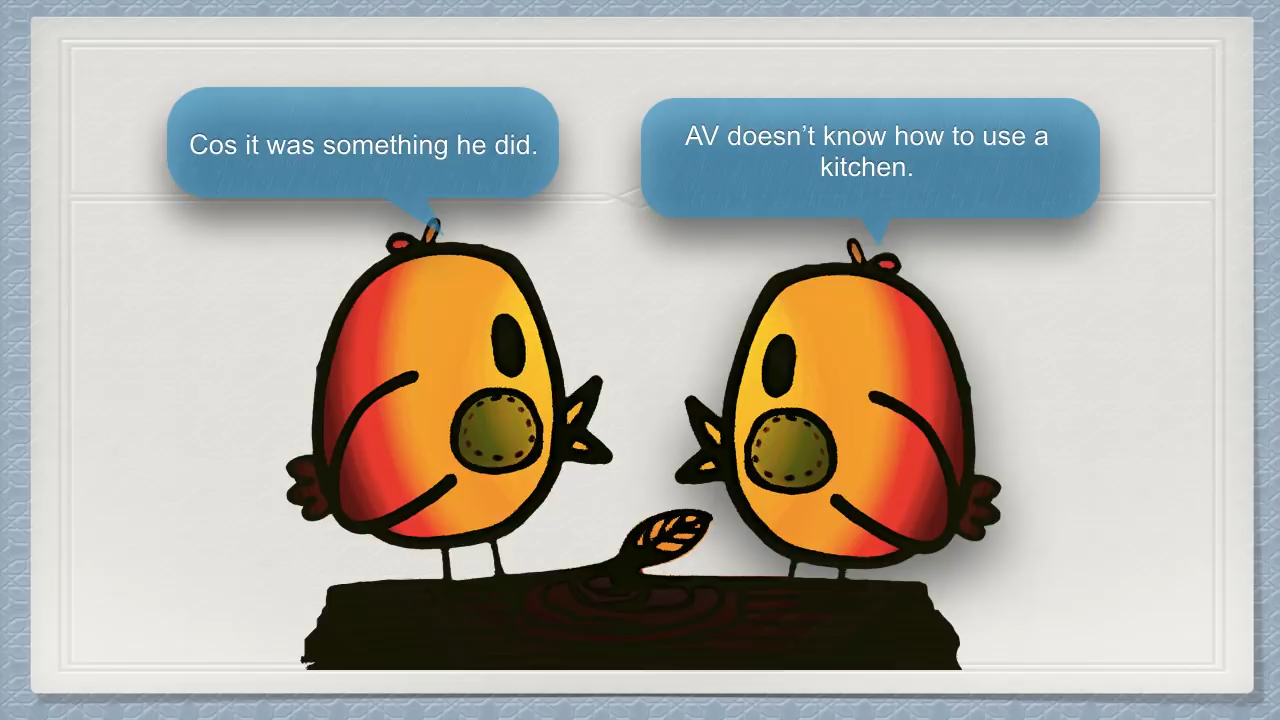 Cos it was something he did.
AV doesn’t know how to use a
kitchen.